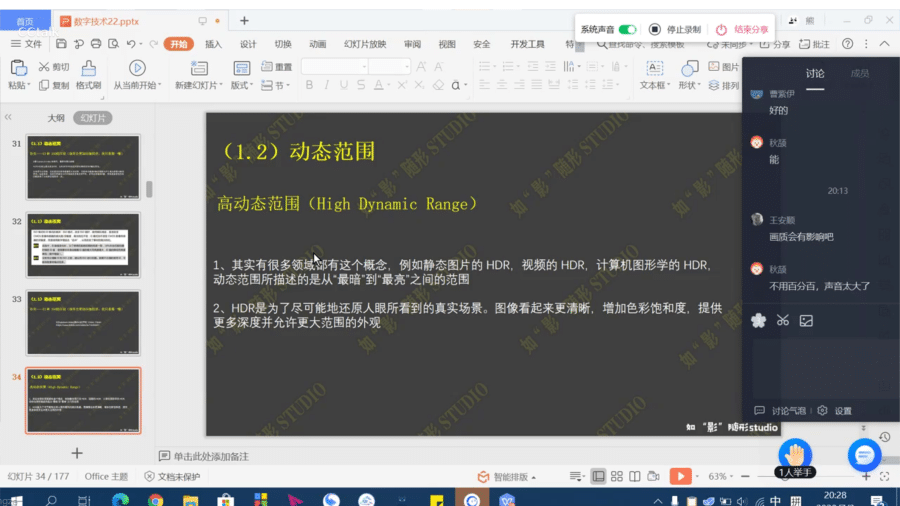 首页
数字技术22.pptx
CCtalk
系统声音
停止录制
结束分享
文件
开始
插入
设计
切换
动画
幻灯片放映
审阅
视图
安全
开发工具
特
查找命令、搜索模板
未同步
分享
批注
粘贴
剪切
复制
格式刷
从当前开始
新建幻灯片
版式
重置
节
B I U S A
文本框
形状
图片
排列
大纲
幻灯片
31
32
33
34
(1.2) 动态范围
高动态范围（High Dynamic Range）
1、其实有很多领域都有这个概念，例如静态图片的 HDR，视频的 HDR，计算机图形学的 HDR，
动态范围所描述的是从“最暗”到“最亮”之间的范围
2、HDR是为了尽可能地还原人眼所看到的真实场景。图像看起来更清晰，增加色彩饱和度，提供
更多深度并允许更大范围的外观
如“影”随形STUDIO
如 “影” 随形studio
讨论
成员
曹紫伊
好的
秋颜
能
20:13
王安顺
画质会有影响吧
秋颜
不用百分百，声音太大了
讨论气泡
设置
1人举手
单击此处添加备注
幻灯片 34 / 177
Office 主题
文档未保护
智能排版
63%
中
20:28